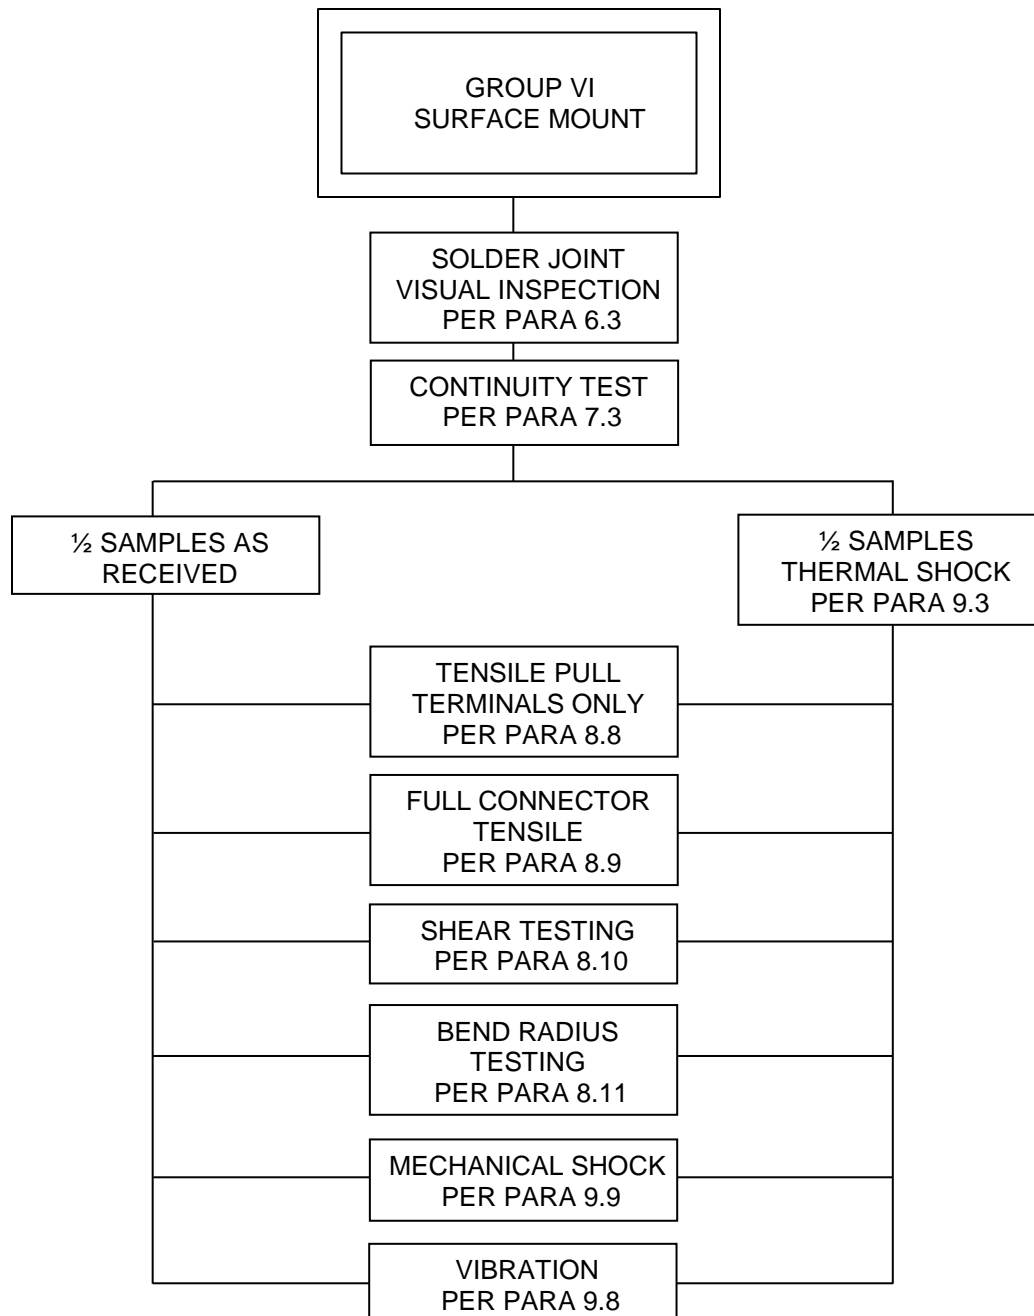 GROUP VI
SURFACE MOUNT
SOLDER JOINT
VISUAL INSPECTION
PER PARA 6.3
CONTINUITY TEST
PER PARA 7.3
½ SAMPLES AS
RECEIVED
½ SAMPLES
THERMAL SHOCK
PER PARA 9.3
TENSILE PULL
TERMINALS ONLY
PER PARA 8.8
FULL CONNECTOR
TENSILE
PER PARA 8.9
SHEAR TESTING
PER PARA 8.10
BEND RADIUS
TESTING
PER PARA 8.11
MECHANICAL SHOCK
PER PARA 9.9
VIBRATION
PER PARA 9.8